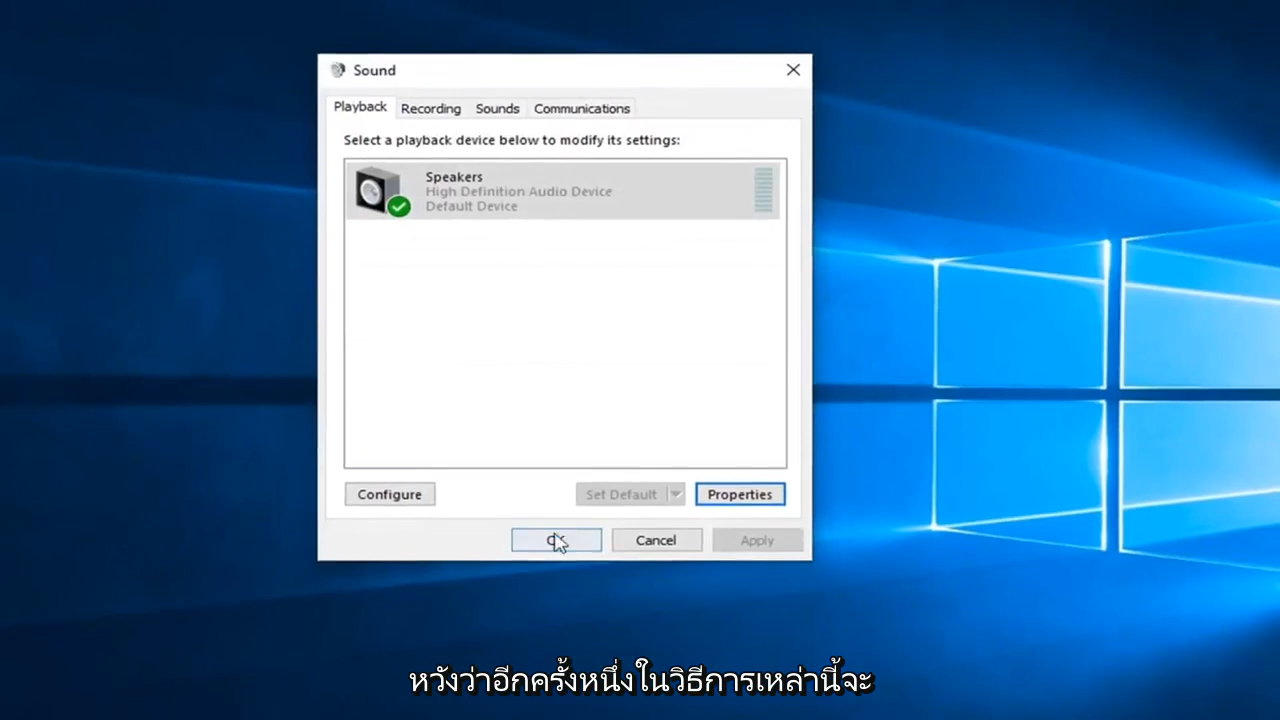 Sound
Playback
Recording
Sounds
Communications
Select a playback device below to modify its settings:
Speakers
High Definition Audio Device
Default Device
Configure
Set Default
Properties
Cancel
Apply
หวังว่าอีกครั้งหนึ่งในวิธีการเหล่านี้จะ